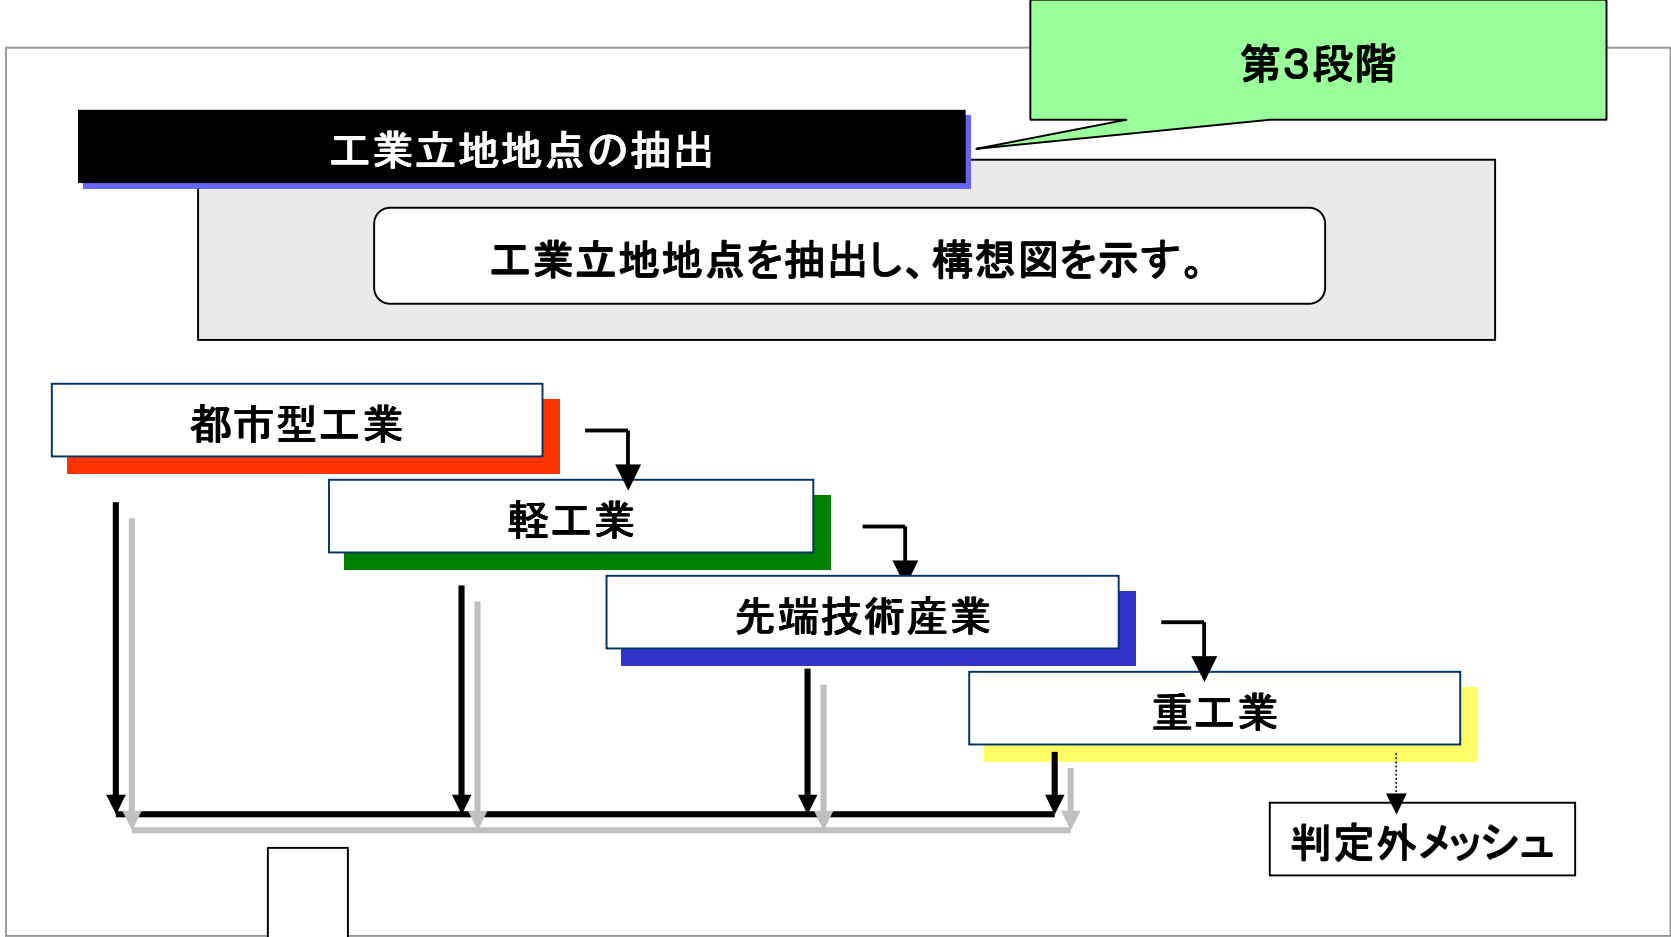 第3段階
工業立地地点の抽出
工業立地地点を抽出し、構想図を示す。
都市型工業
軽工業
先端技術産業
重工業
判定外メッシュ